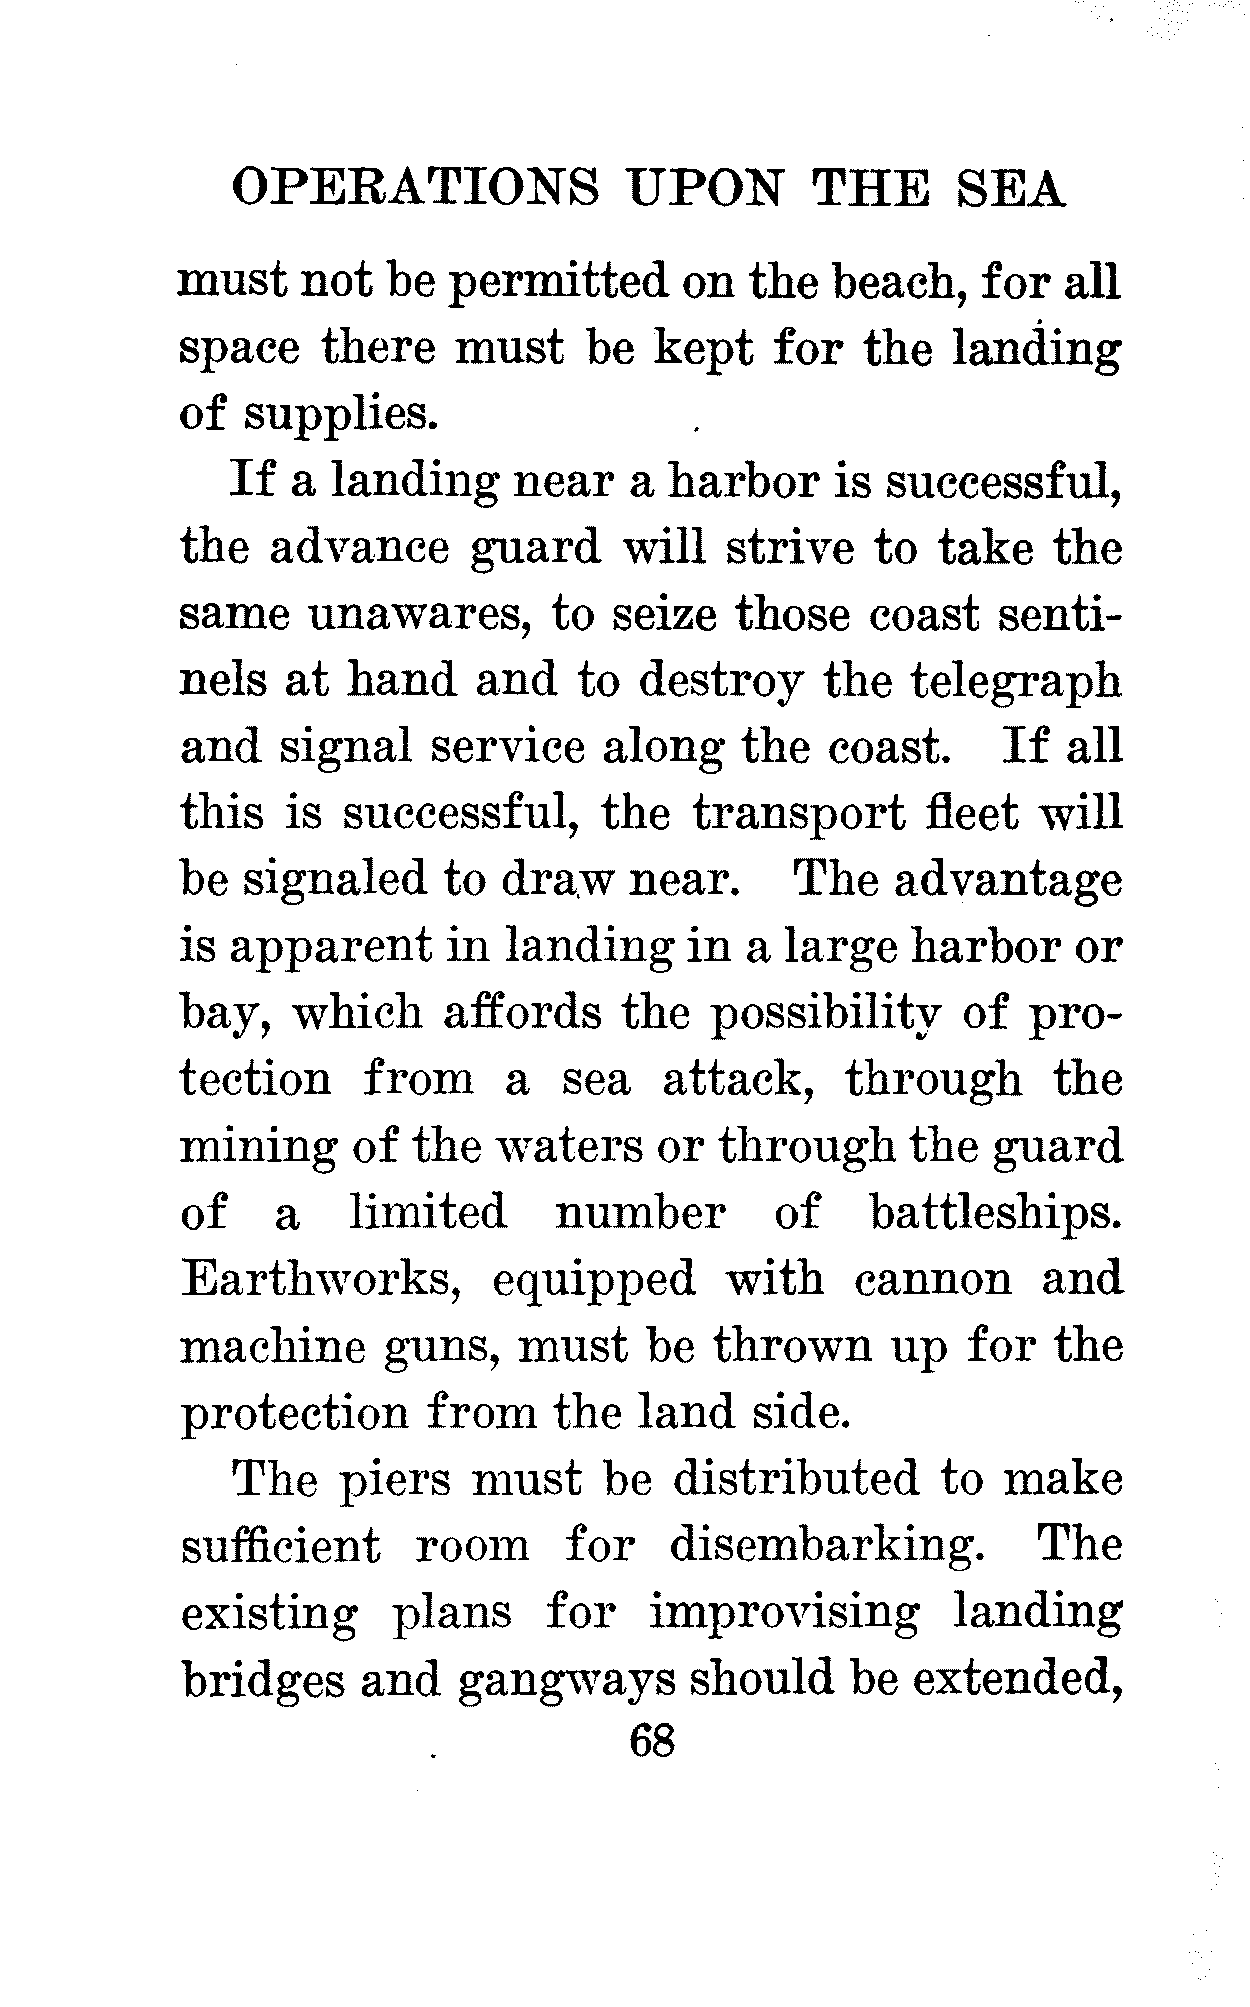 OPERATIONS UPON THE SEA
must not be permitted on the beach, for all
space there must be kept for the landing
of supplies.
If a landing near a harbor is successful,
the advance guard will strive to take the
same unawares, to seize those coast senti-
nels at hand and to destroy the telegraph
and signal service along the coast. If all
this is successful, the transport fleet will
be signaled to draw near. The advantage
is apparent in landing in a large harbor or
bay, which affords the possibility of pro-
tection from a sea attack, through the
mining of the waters or through the guard
of a limited number of battleships.
Earthworks, equipped with cannon and
machine guns, must be thrown up for the
protection from the land side.
The piers must be distributed to make
sufficient room for disembarking. The
existing plans for improvising landing
bridges and gangways should be extended,
68